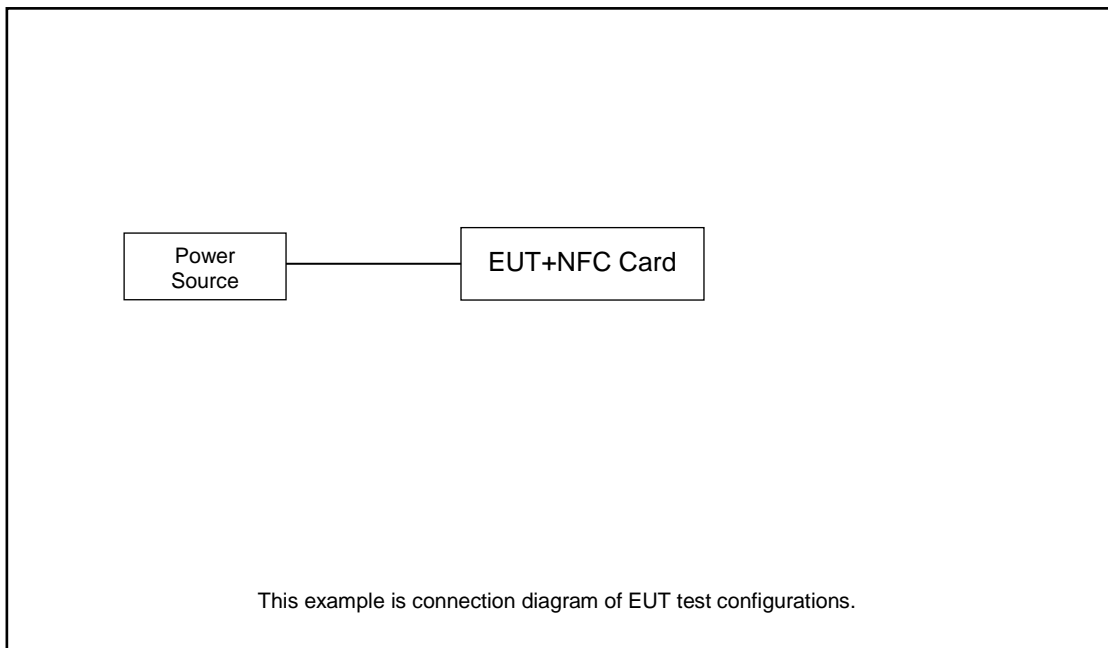 Power
Source
EUT+NFC Card
This example is connection diagram of EUT test configurations.